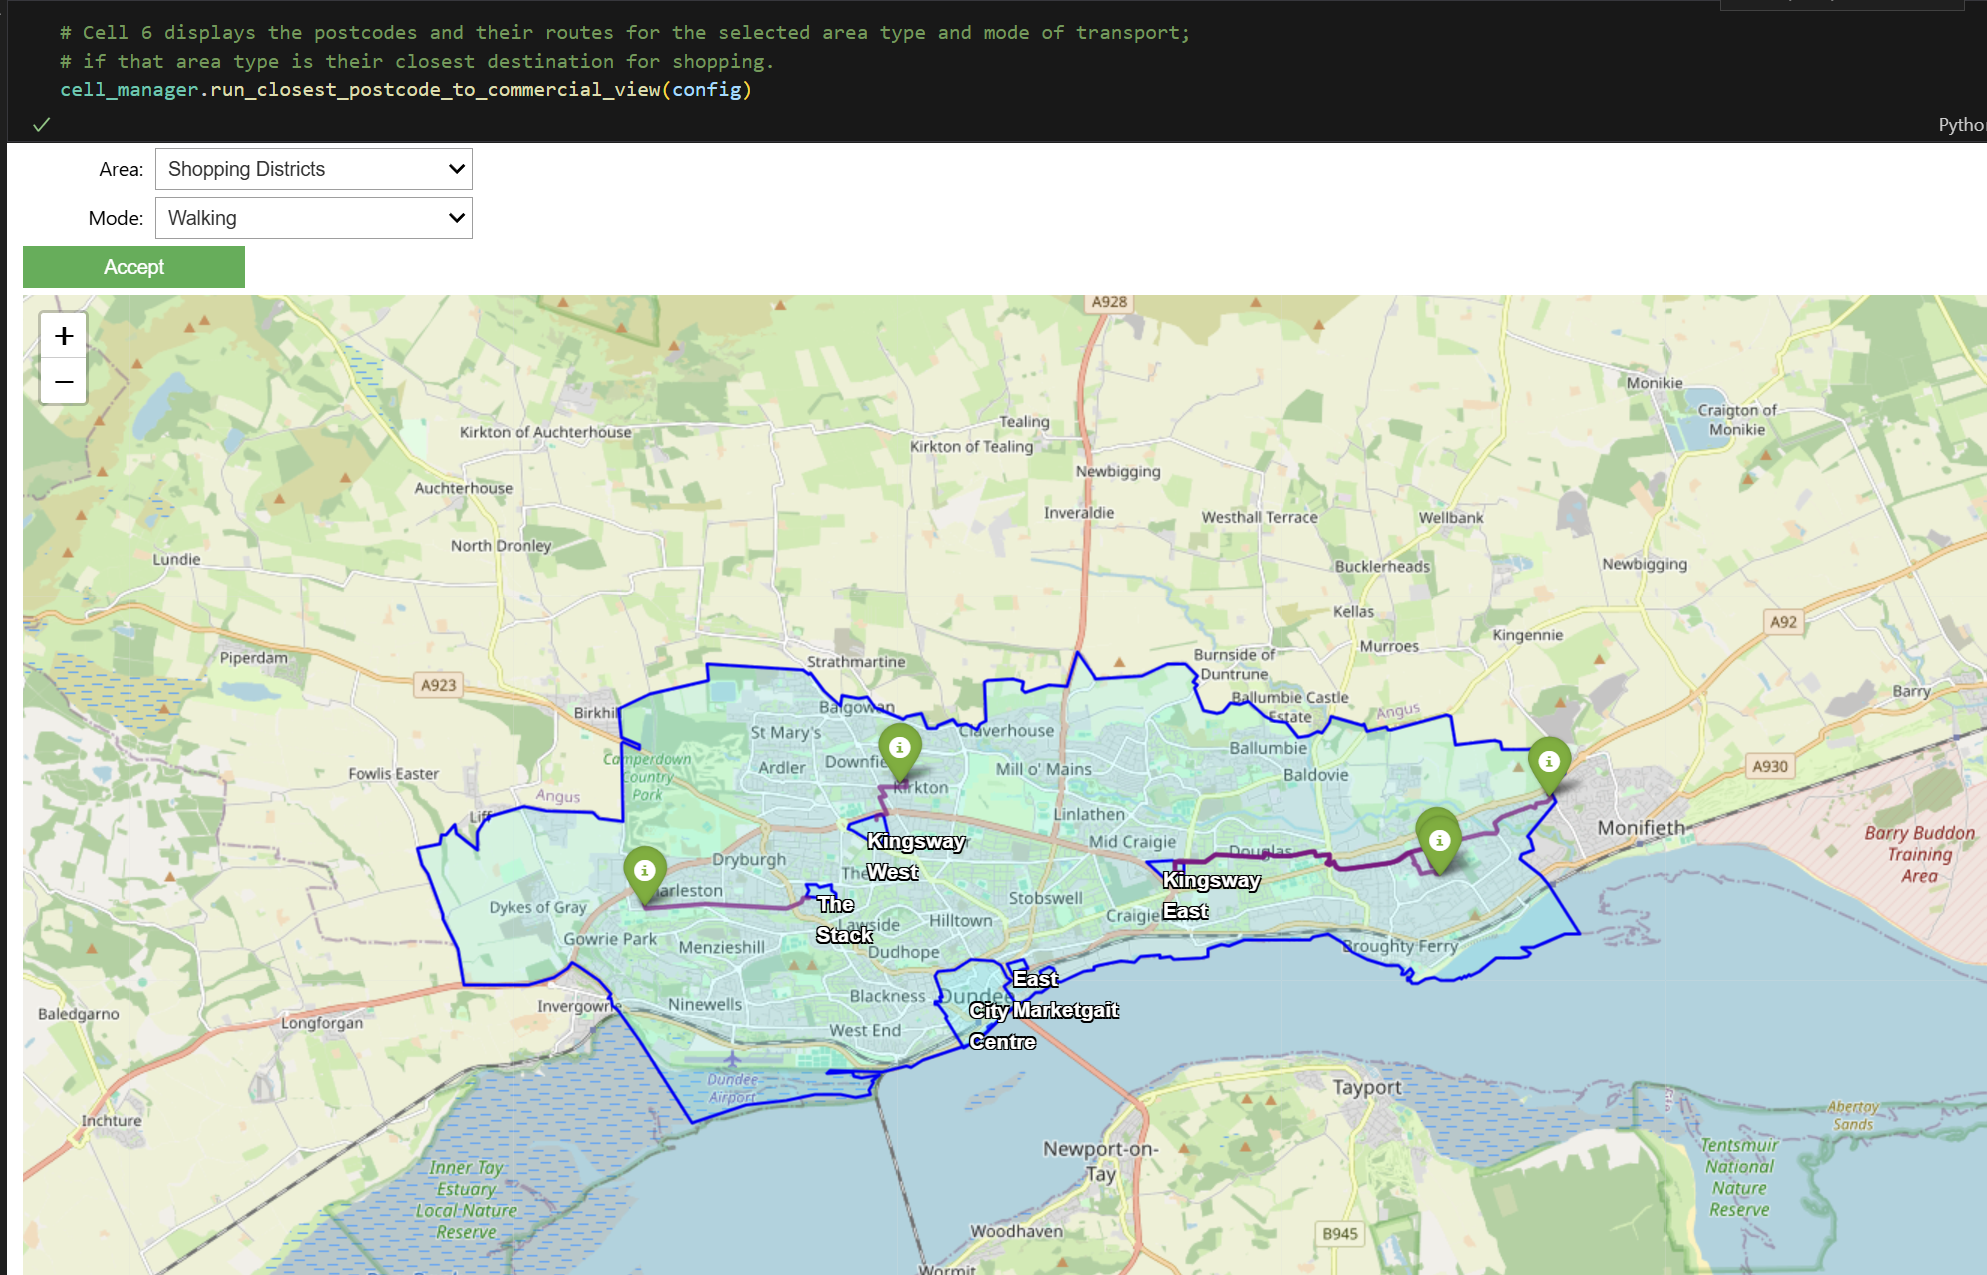 # Cell 6 displays the postcodes and their routes for the selected area type and mode of transport;
# if that area type is their closest destination for shopping.
cell_manager.run_closest_postcode_to_commercial_view(config)
Area:
Shopping Districts
Mode:
Walking
Accept
+
−
A928
Monikie
Craigton of
Monikie
Tealing
Kirkton of Auchterhouse
Kirkton of Tealing
Newbigging
Auchterhouse
Inveraldie
Westhall Terrace
Wellbank
North Dronley
Lundie
Bucklerheads
Newbigging
Kellas
A92
Kingennie
Murroes
Piperdam
Strathmartine
Burnside of
Duntrune
A923
Ballumbie Castle
Estate
Barry
Angus
Balgowan
St Mary's
Claverhouse
Ballumbie
Camperdown
Country
Park
Ardler
Mill o' Mains
Baldovie
A930
Fowlis Easter
Angus
Kirkton
Liff
Linlathen
Monifieth
Kingsway
West
Mid Craigie
Douglas
Barry Buddon
Training
Area
Dryburgh
Kingsway
East
Dykes of Gray
The
Stack
Stobswell
Craigie
Hilltown
Gowrie Park
Menzieshill
Dudhope
Broughty Ferry
East
Marketgait
City
Centre
Dundee
Blackness
Ninewells
Invergowrie
Baledgarno
Longforgan
West End
Dundee
Airport
Tayport
Inchture
Abertay
Sands
Newport-on-
Tay
Tentsmuir
National
Nature
Reserve
Inner Tay
Estuary
Local Nature
Reserve
Woodhaven
B945
Wormit